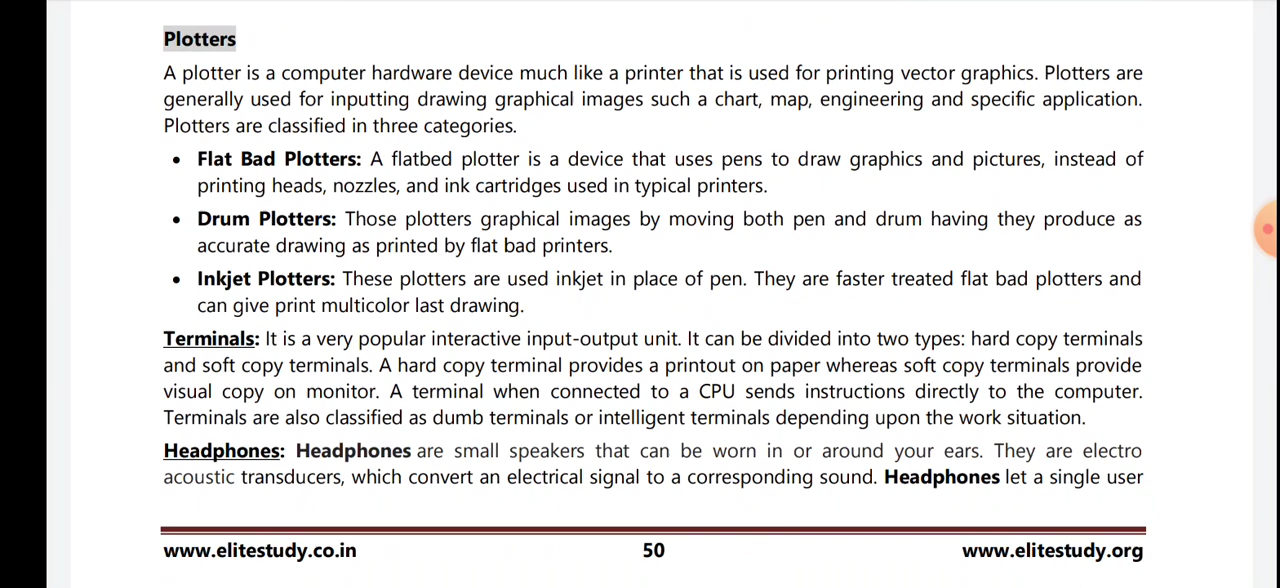 Plotters
A plotter is a computer hardware device much like a printer that is used for printing vector graphics. Plotters are
generally used for inputting drawing graphical images such a chart, map, engineering and specific application.
Plotters are classified in three categories.
• Flat Bad Plotters: A flatbed plotter is a device that uses pens to draw graphics and pictures, instead of
printing heads, nozzles, and ink cartridges used in typical printers.
• Drum Plotters: Those plotters graphical images by moving both pen and drum having they produce as
accurate drawing as printed by flat bad printers.
• Inkjet Plotters: These plotters are used inkjet in place of pen. They are faster treated flat bad plotters and
can give print multicolor last drawing.
Terminals: It is a very popular interactive input-output unit. It can be divided into two types: hard copy terminals
and soft copy terminals. A hard copy terminal provides a printout on paper whereas soft copy terminals provide
visual copy on monitor. A terminal when connected to a CPU sends instructions directly to the computer.
Terminals are also classified as dumb terminals or intelligent terminals depending upon the work situation.
Headphones: Headphones are small speakers that can be worn in or around your ears. They are electro
acoustic transducers, which convert an electrical signal to a corresponding sound. Headphones let a single user
www.elitestudy.co.in 50 www.elitestudy.org